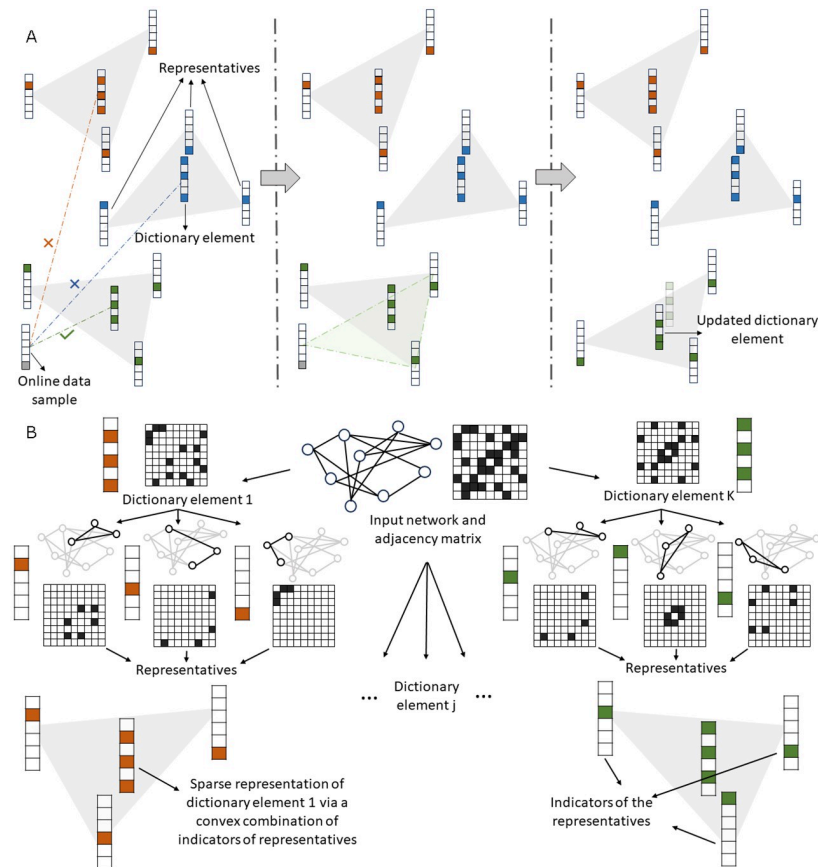 A
Representatives
Dictionary element
Online data
sample
Updated dictionary
element
B
Dictionary element 1
Input network and
adjacency matrix
Dictionary element K
Representatives
Representatives
... Dictionary ...
element j
Sparse representation of
dictionary element 1 via a
convex combination of
indicators of representatives
Indicators of the
representatives